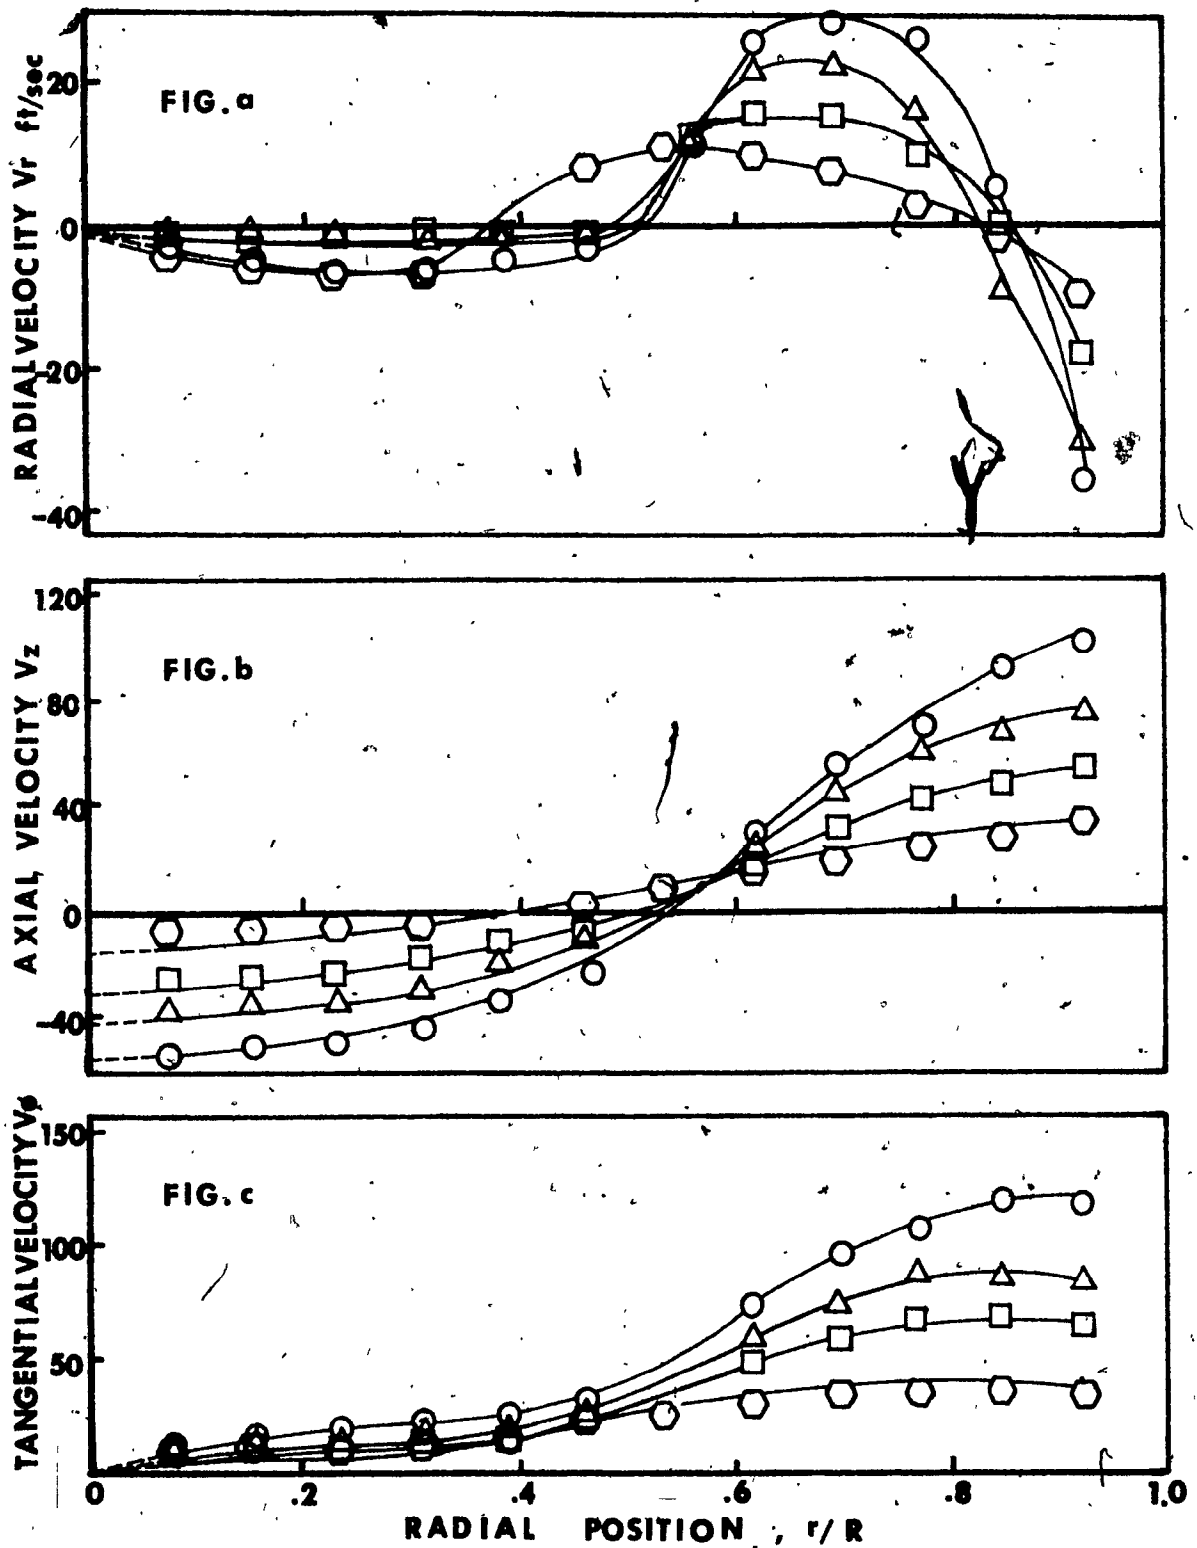 RADIAL VELOCITY Vr ft/sec
FIG. a
20
0
-20
-40
AXIAL VELOCITY Vz
FIG. b
120
80
40
0
-40
TANGENTIAL VELOCITY Vø
FIG. c
150
100
50
0 .2 .4 .6 .8 1.0
RADIAL POSITION , r/R